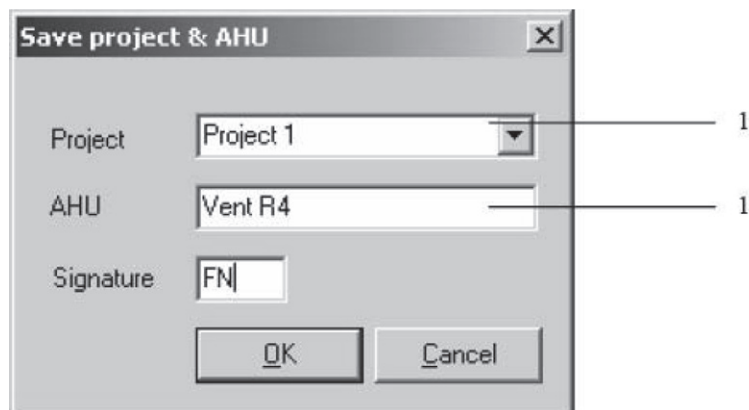 Save project & AHU
Project Project 1 1
AHU Vent R4 1
Signature FN
OK Cancel